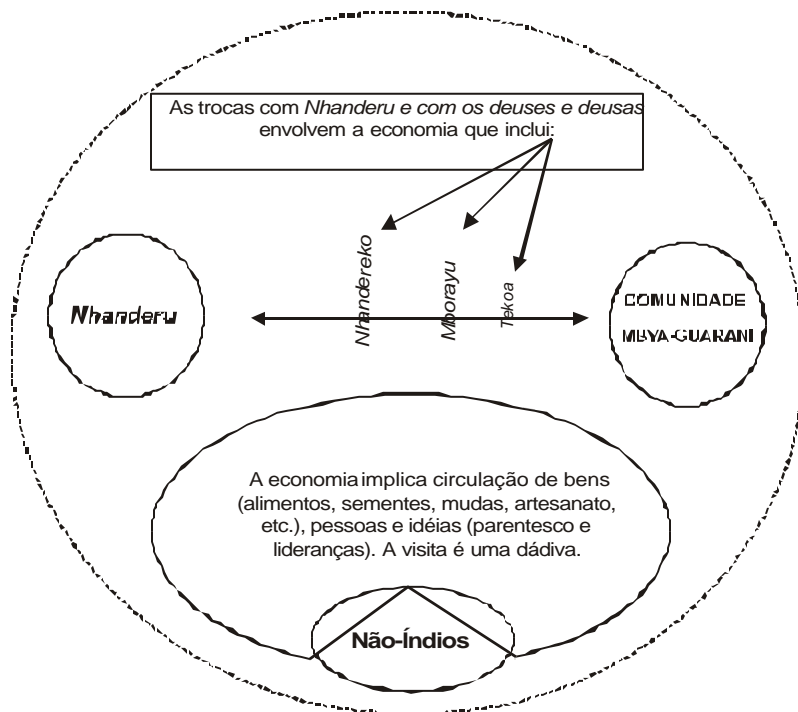 As trocas com Nhanderu e com os deuses e deusas
envolvem a economia que inclui:
Nhandereko
Mborayu
Tekoa
Nhanderu
COMUNIDADE
MBYA-GUARANI
A economia implica circulação de bens
(alimentos, sementes, mudas, artesanato,
etc.), pessoas e idéias (parentesco e
lideranças). A visita é uma dádiva.
Não-Índios